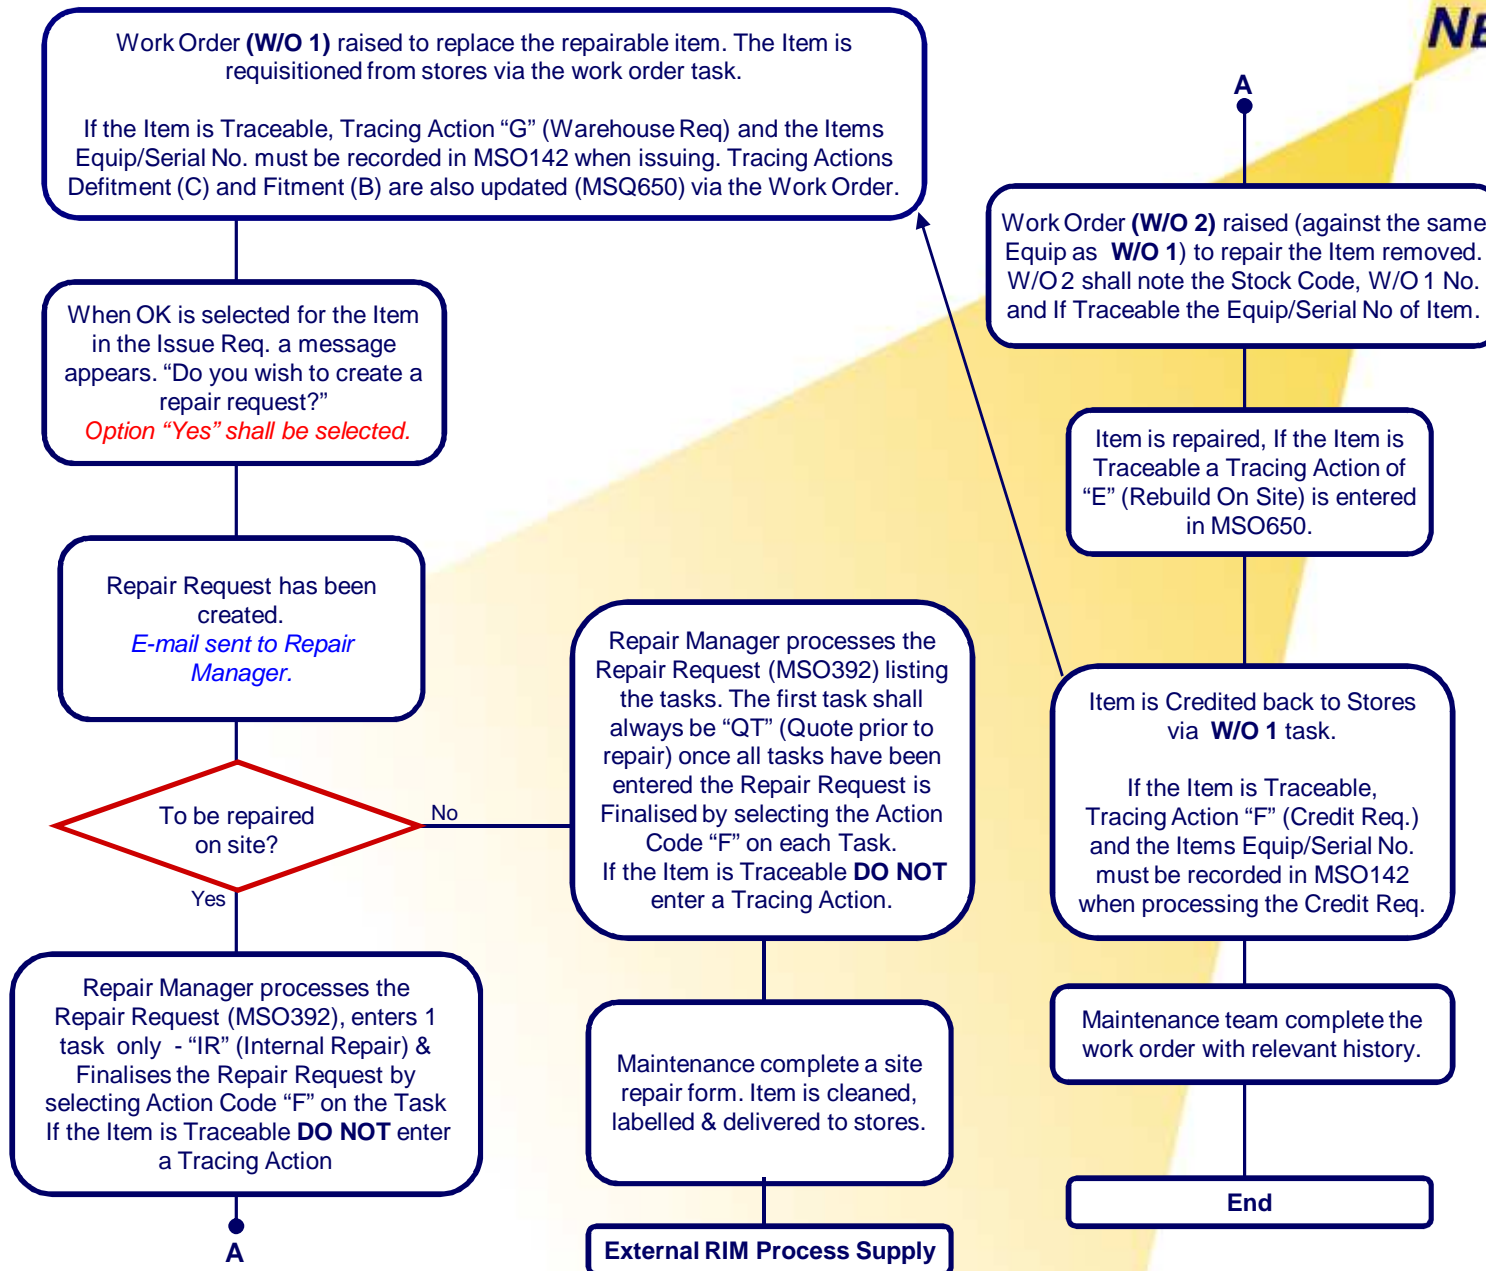 Work Order (W/O 1) raised to replace the repairable item. The Item is
requisitioned from stores via the work order task.
If the Item is Traceable, Tracing Action “G” (Warehouse Req) and the Items
Equip/Serial No. must be recorded in MSO142 when issuing. Tracing Actions
Defitment (C) and Fitment (B) are also updated (MSQ650) via the Work Order.
When OK is selected for the Item
in the Issue Req. a message
appears. “Do you wish to create a
repair request?”
Option “Yes” shall be selected.
Repair Request has been
created.
E-mail sent to Repair
Manager.
To be repaired
on site?
No
Yes
Repair Manager processes the
Repair Request (MSO392), enters 1
task only - “IR” (Internal Repair) &
Finalises the Repair Request by
selecting Action Code “F” on the Task
If the Item is Traceable DO NOT enter
a Tracing Action
A
Repair Manager processes the
Repair Request (MSO392) listing
the tasks. The first task shall
always be “QT” (Quote prior to
repair) once all tasks have been
entered the Repair Request is
Finalised by selecting the Action
Code “F” on each Task.
If the Item is Traceable DO NOT
enter a Tracing Action.
Maintenance complete a site
repair form. Item is cleaned,
labelled & delivered to stores.
External RIM Process Supply
NE
A
Work Order (W/O 2) raised (against the same
Equip as W/O 1) to repair the Item removed.
W/O 2 shall note the Stock Code, W/O 1 No.
and If Traceable the Equip/Serial No of Item.
Item is repaired, If the Item is
Traceable a Tracing Action of
“E” (Rebuild On Site) is entered
in MSO650.
Item is Credited back to Stores
via W/O 1 task.
If the Item is Traceable,
Tracing Action “F” (Credit Req.)
and the Items Equip/Serial No.
must be recorded in MSO142
when processing the Credit Req.
Maintenance team complete the
work order with relevant history.
End